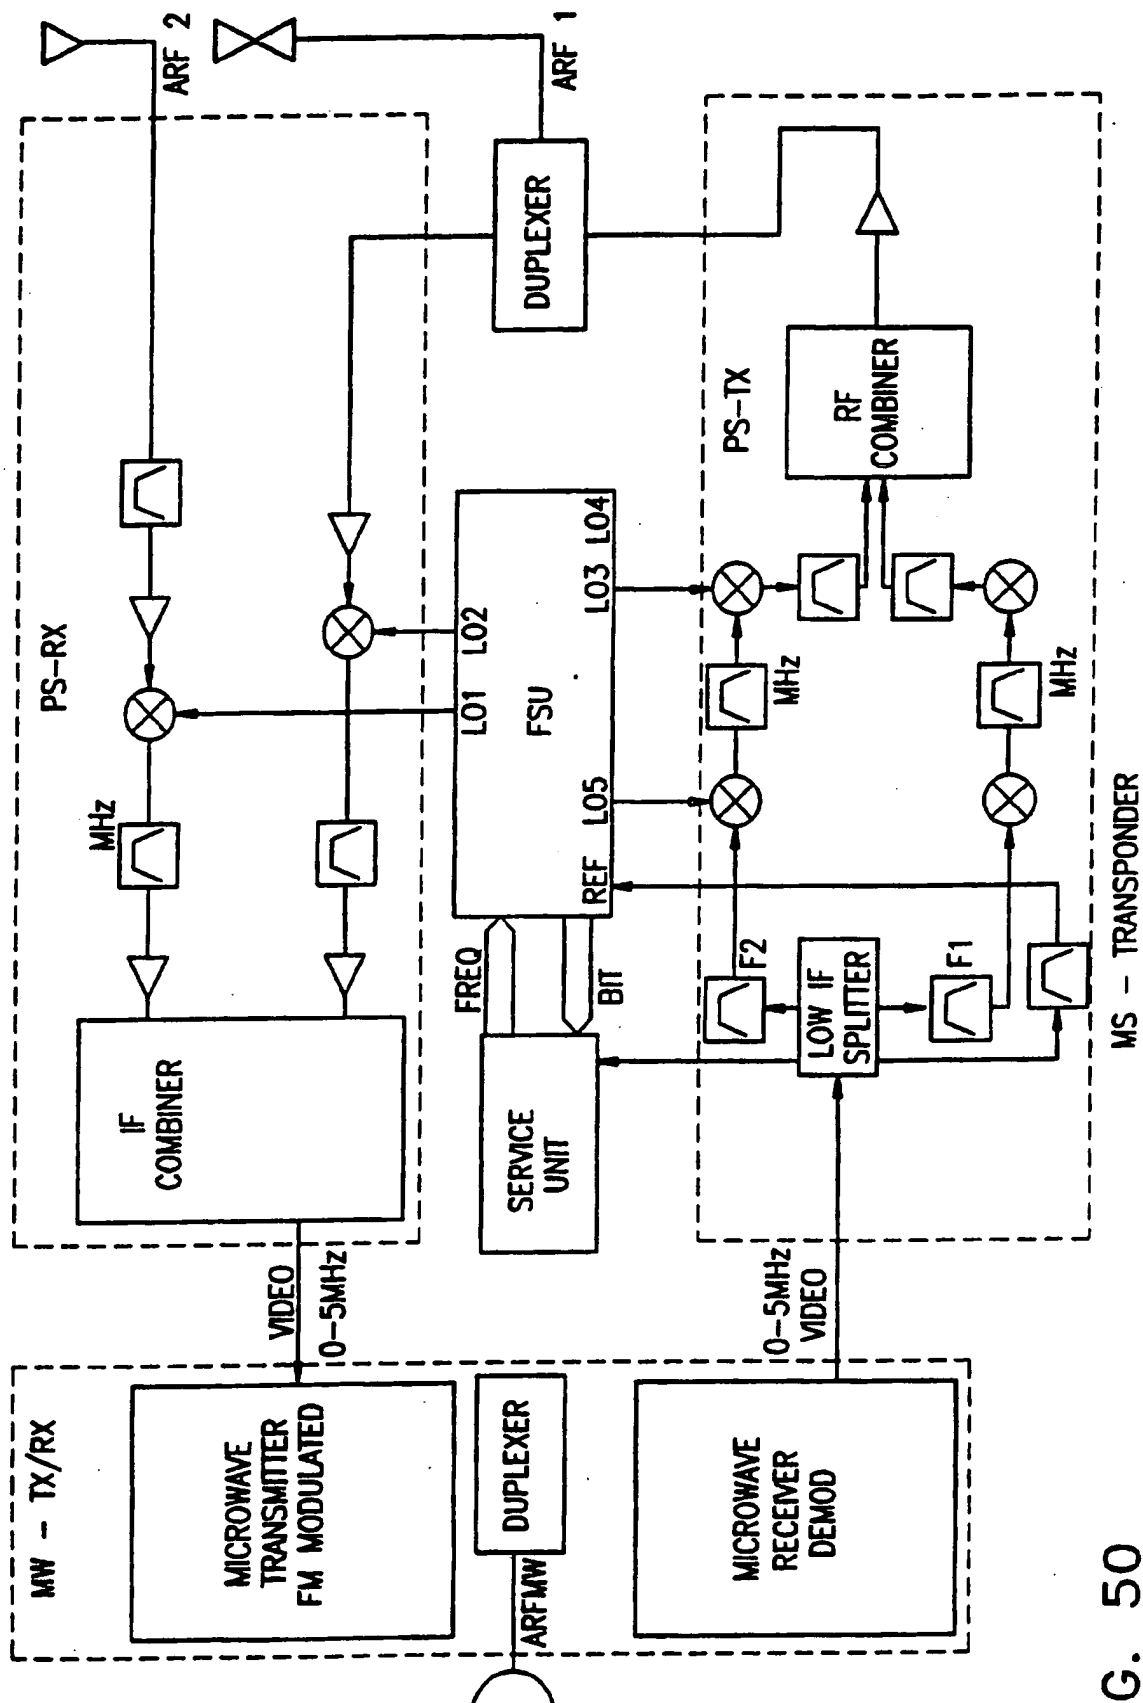 MW - TX/RX
MICROWAVE
TRANSMITTER
FM MODULATED
ARFMW
DUPLEXER
MICROWAVE
RECEIVER
DEMOD
VIDEO
0-5MHz
0-5MHz
VIDEO
PS-RX
IF
COMBINER
MHz
ARF 2
ARF 1
DUPLEXER
SERVICE
UNIT
FREQ
BIT
FSU
LO1
LO2
REF
LO5
LO3
LO4
PS-TX
LOW IF
SPLITTER
F2
F1
MHz
MHz
RF
COMBINER
MS - TRANSPONDER
G. 50